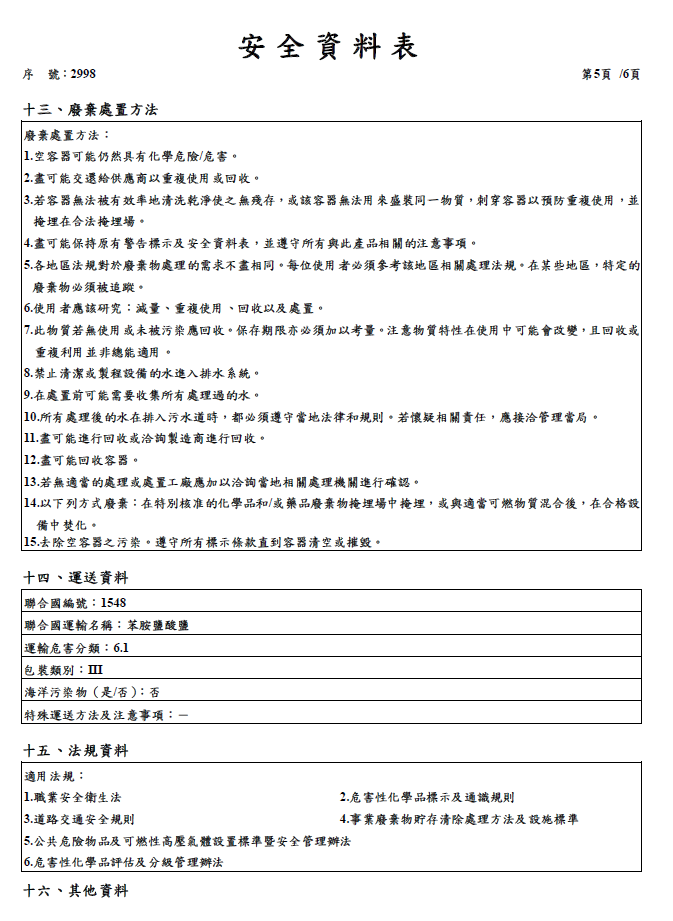 安全資料表
序 號：2998 第5頁 /6頁
十三、廢棄處置方法
廢棄處置方法：
1.空容器可能仍然具有化學危險/危害。
2.盡可能交還給供應商以重複使用或回收。
3.若容器無法被有效率地清洗乾淨使之無殘存，或該容器無法用來盛裝同一物質，刺穿容器以預防重複使用，並
掩埋在合法掩埋場。
4.盡可能保持原有警告標示及安全資料表，並遵守所有與此產品相關的注意事項。
5.各地區法規對於廢棄物處理的需求不盡相同。每位使用者必須參考該地區相關處理法規。在某些地區，特定的
廢棄物必須被追蹤。
6.使用者應該研究：減量、重複使用、回收以及處置。
7.此物質若無使用或未被污染應回收。保存期限亦必須加以考量。注意物質特性在使用中可能會改變，且回收或
重複利用並非總能適用。
8.禁止清潔或製程設備的水進入排水系統。
9.在處置前可能需要收集所有處理過的水。
10.所有處理後的水在排入污水道時，都必須遵守當地法律和規則。若懷疑相關責任，應接洽管理當局。
11.盡可能進行回收或洽詢製造商進行回收。
12.盡可能回收容器。
13.若無適當的處理或處置工廠應加以洽詢當地相關處理機關進行確認。
14.以下列方式廢棄：在特別核准的化學品和/或藥品廢棄物掩埋場中掩埋，或與適當可燃物質混合後，在合格設
備中焚化。
15.去除空容器之污染。遵守所有標示條款直到容器清空或摧毀。
十四、運送資料
聯合國編號：1548
聯合國運輸名稱：苯胺鹽酸鹽
運輸危害分類：6.1
包裝類別：III
海洋污染物（是/否）：否
特殊運送方法及注意事項：－
十五、法規資料
適用法規：
1.職業安全衛生法 2.危害性化學品標示及通識規則
3.道路交通安全規則 4.事業廢棄物貯存清除處理方法及設施標準
5.公共危險物品及可燃性高壓氣體設置標準暨安全管理辦法
6.危害性化學品評估及分級管理辦法
十六、其他資料